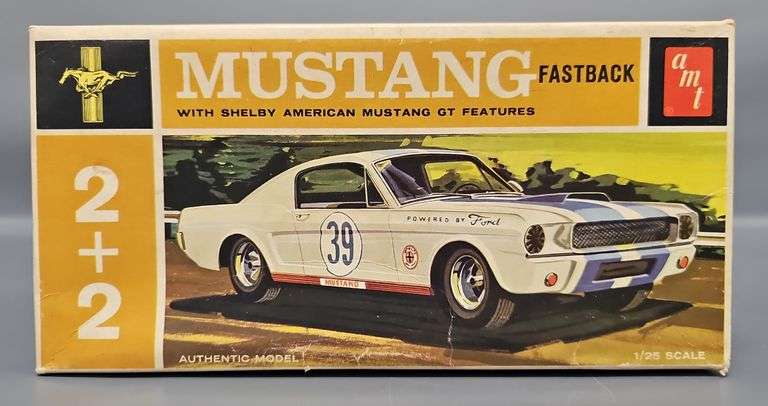 MUSTANG FASTBACK
WITH SHELBY AMERICAN MUSTANG GT FEATURES
amt
2+2
39
POWERED BY Ford
MUSTANG
AUTHENTIC MODEL
1/25 SCALE